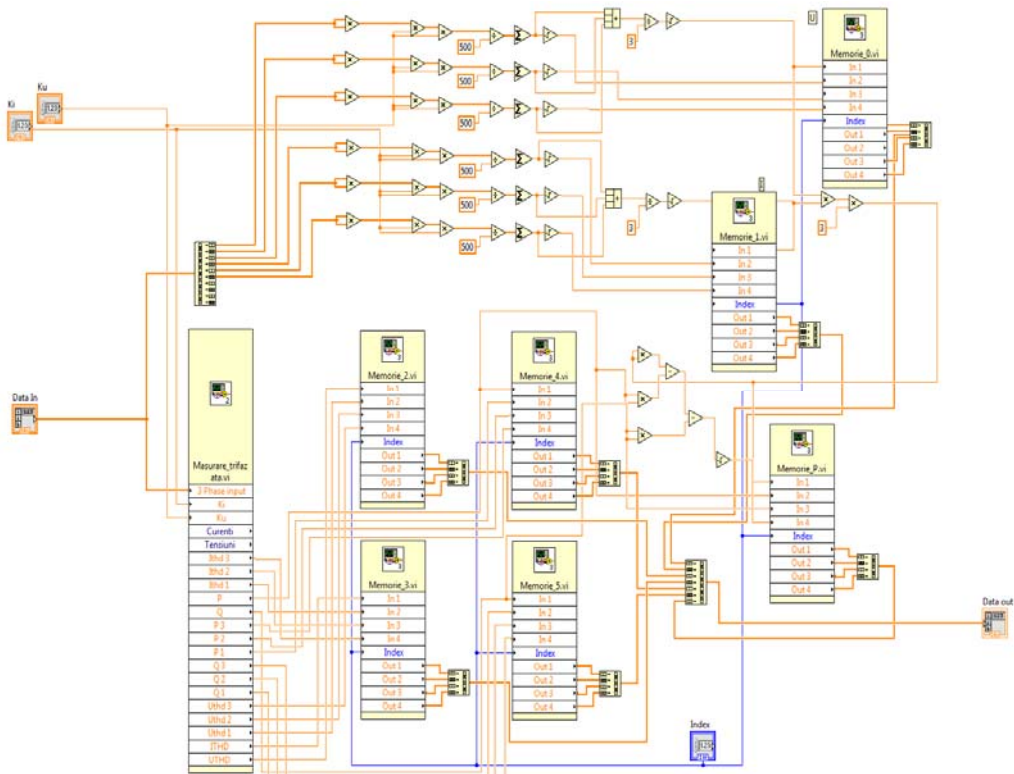 U
Memorie_0.vi
In 1
In 2
In 3
In 4
Index
Out 1
Out 2
Out 3
Out 4
Ku
Ki
500
500
500
3
500
500
500
3
3
Memorie_1.vi
In 1
In 2
In 3
In 4
Index
Out 1
Out 2
Out 3
Out 4
Data In
Masurare_trifaz
ata.vi
3 Phase input
Ki
Ku
Curenti
Tensiuni
Ithd 3
Ithd 2
Ithd 1
P
Q
P 3
P 2
P 1
Q 3
Q 2
Q 1
Uthd 3
Uthd 2
Uthd 1
ITHD
UTHD
Memorie_2.vi
In 1
In 2
In 3
In 4
Index
Out 1
Out 2
Out 3
Out 4
Memorie_4.vi
In 1
In 2
In 3
In 4
Index
Out 1
Out 2
Out 3
Out 4
Memorie_P.vi
In 1
In 2
In 3
In 4
Index
Out 1
Out 2
Out 3
Out 4
Memorie_3.vi
In 1
In 2
In 3
In 4
Index
Out 1
Out 2
Out 3
Out 4
Memorie_5.vi
In 1
In 2
In 3
In 4
Index
Out 1
Out 2
Out 3
Out 4
Data out
Index